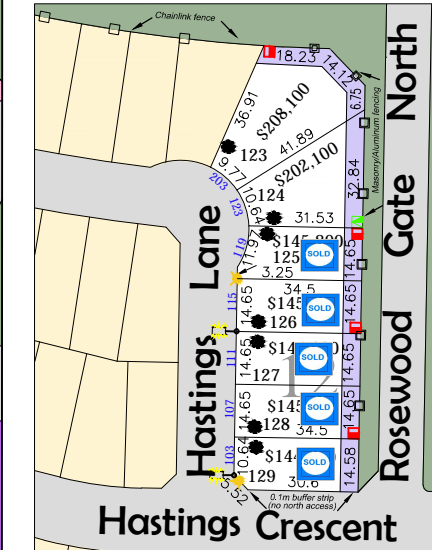 Chainlink fence
18.23
14.12
6.75
North
36.91
$208,100
123
9.77
41.89
$202,100
Masonry/Aluminum fencing
203
123
10.64
124
32.84
31.53
Gate
Lane
119
11.97
125
SOLD
14.65
3.25
34.5
115
14.65
$145
SOLD
14.65
126
111
14.65
127
SOLD
14.65
12
Rosewood
Hastings
107
14.65
$145
SOLD
14.65
128
34.5
103
10.64
SOLD
14.58
129
30.6
5.52
0.1m buffer strip
(no north access)
Hastings Crescent